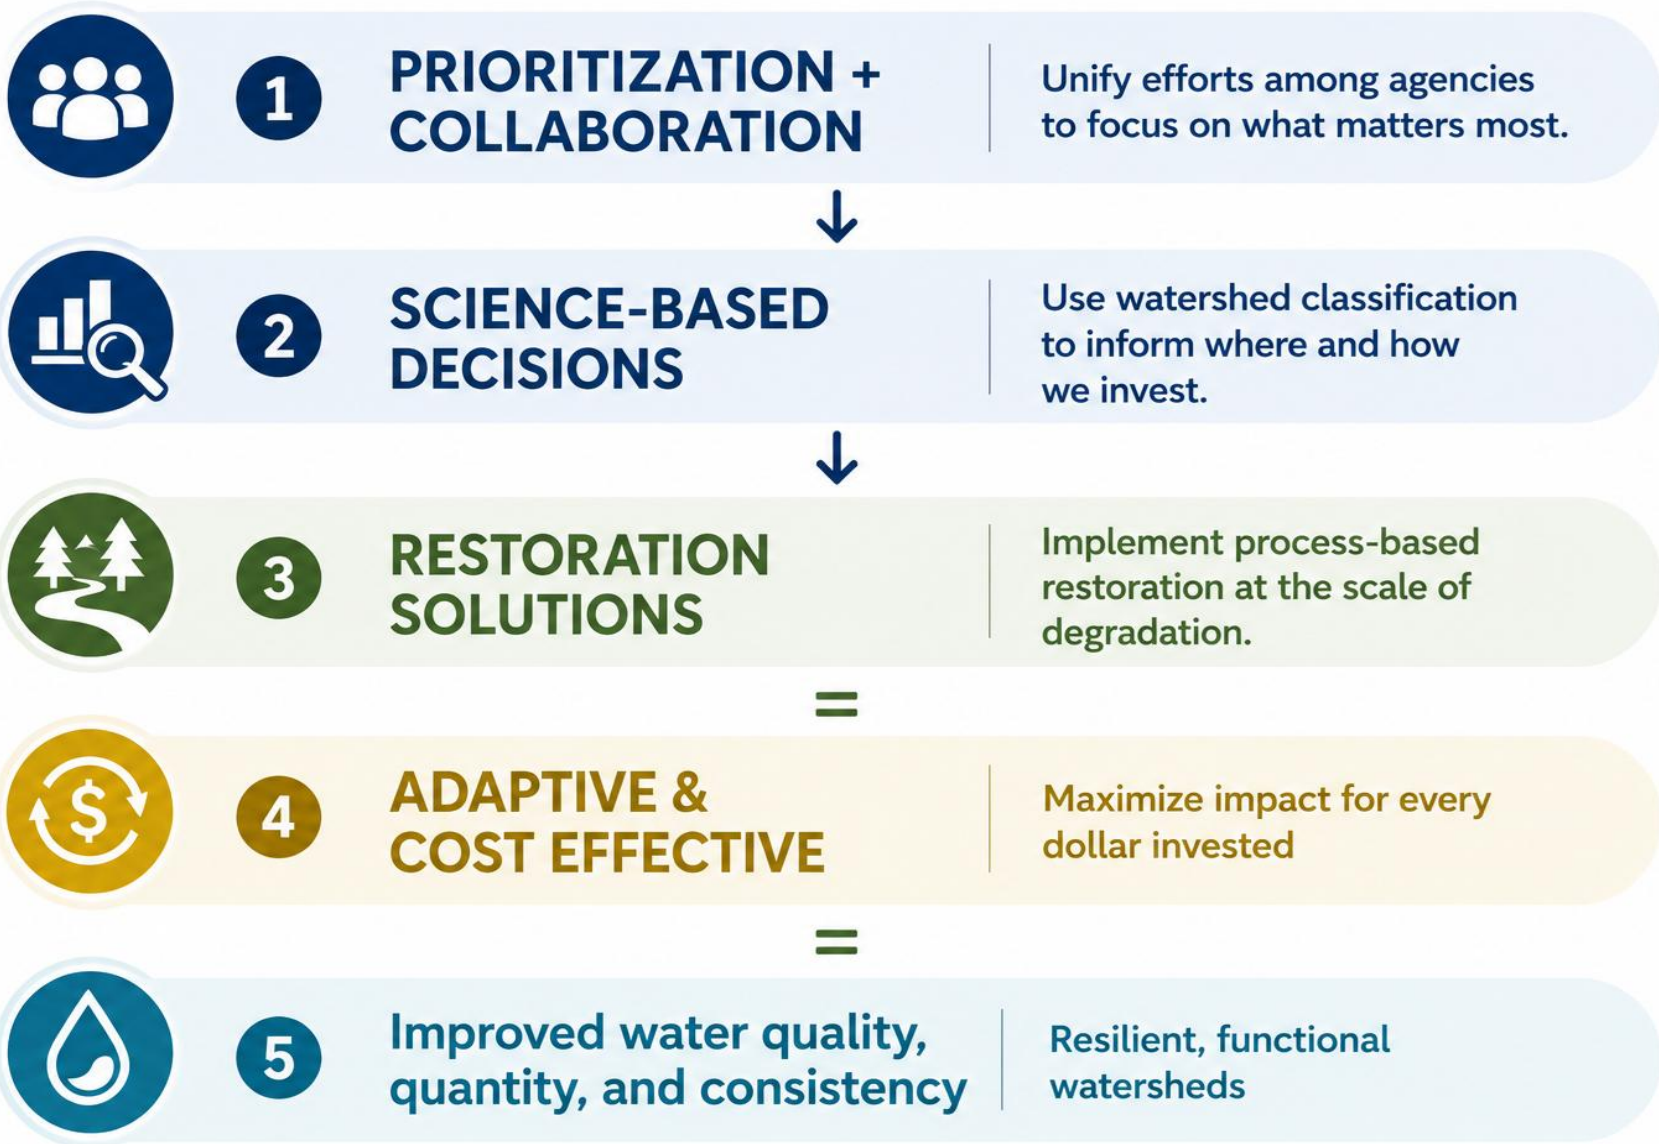 1
PRIORITIZATION +
COLLABORATION
Unify efforts among agencies
to focus on what matters most.
2
SCIENCE-BASED
DECISIONS
Use watershed classification
to inform where and how
we invest.
3
RESTORATION
SOLUTIONS
Implement process-based
restoration at the scale of
degradation.
=
$
4
ADAPTIVE &
COST EFFECTIVE
Maximize impact for every
dollar invested
=
5
Improved water quality,
quantity, and consistency
Resilient, functional
watersheds